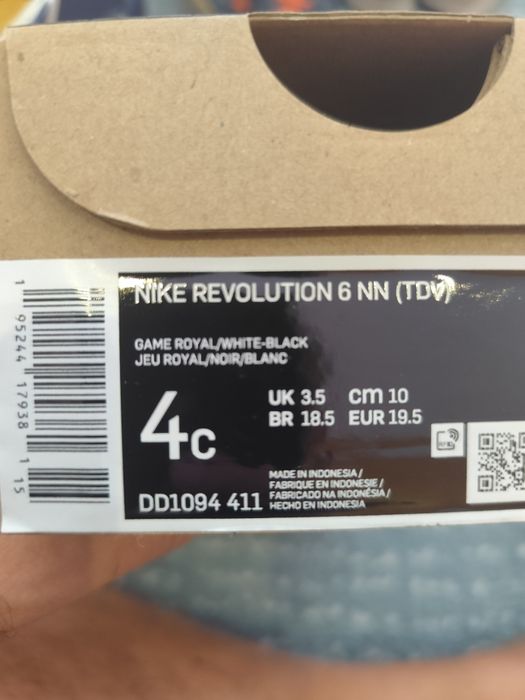 NIKE REVOLUTION 6 NN (TDV)
GAME ROYAL/WHITE-BLACK
JEU ROYAL/NOIR/BLANC
4C
UK 3.5 cm 10
BR 18.5 EUR 19.5
DD1094 411
MADE IN INDONESIA /
FABRIQUE EN INDONESIE /
FABRICADO NA INDONÉSIA /
HECHO EN INDONESIA
1 95244 17938 1 15